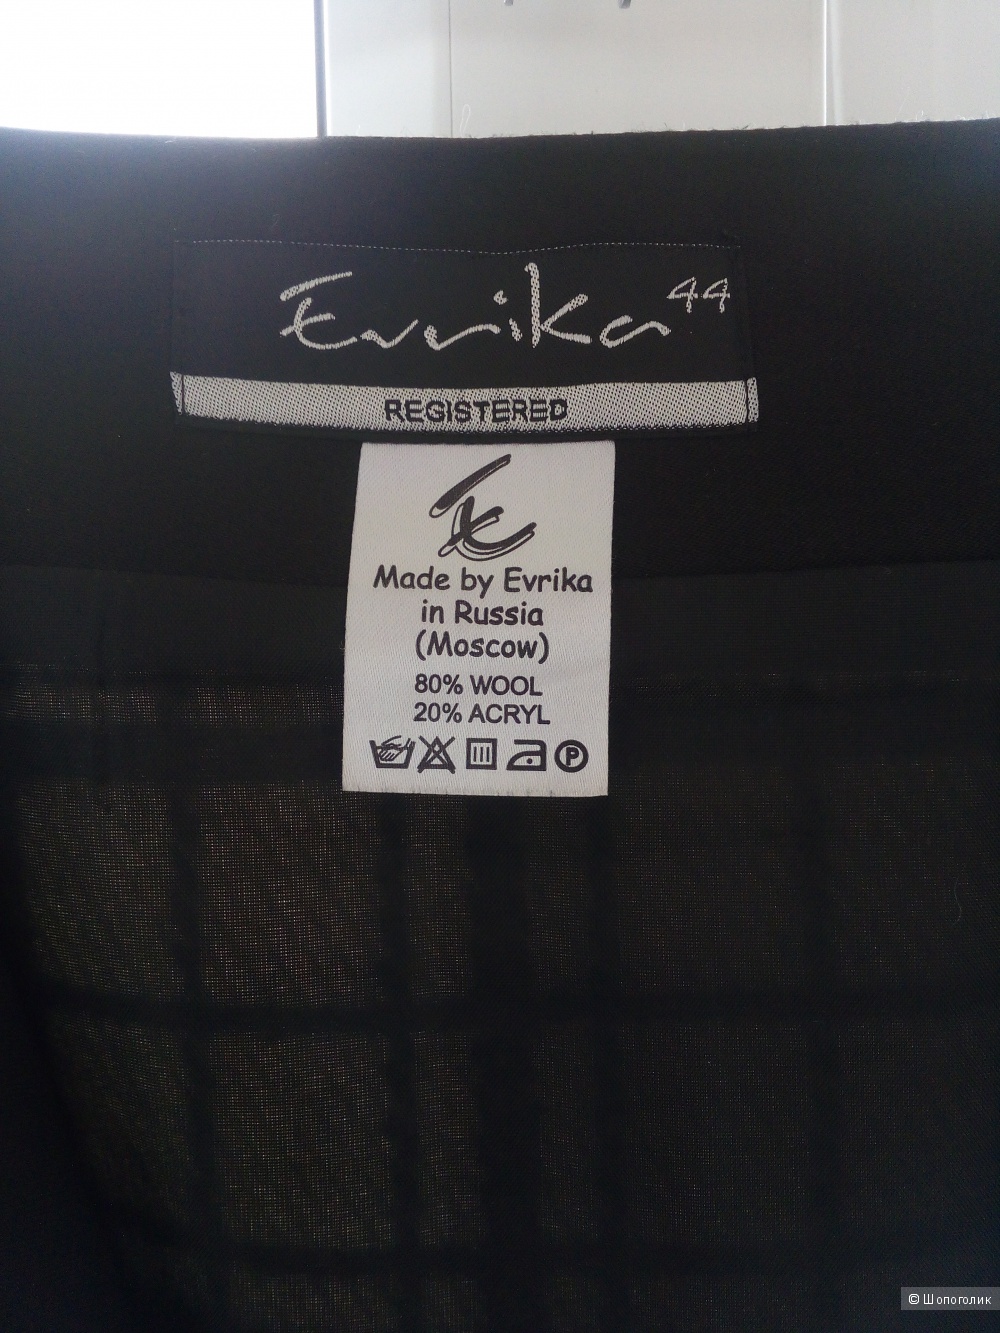 Evrika 44
REGISTERED
Made by Evrika
in Russia
(Moscow)
80% WOOL
20% ACRYL
P
© Шопоголик